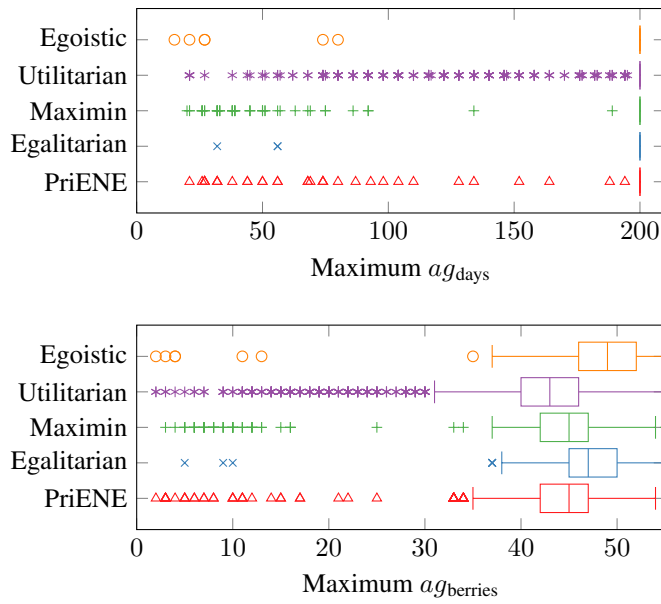 Egoistic
Utilitarian
Maximin
Egalitarian
PriENE
0 50 100 150 200
Maximum ag_days
Egoistic
Utilitarian
Maximin
Egalitarian
PriENE
0 10 20 30 40 50
Maximum ag_berries